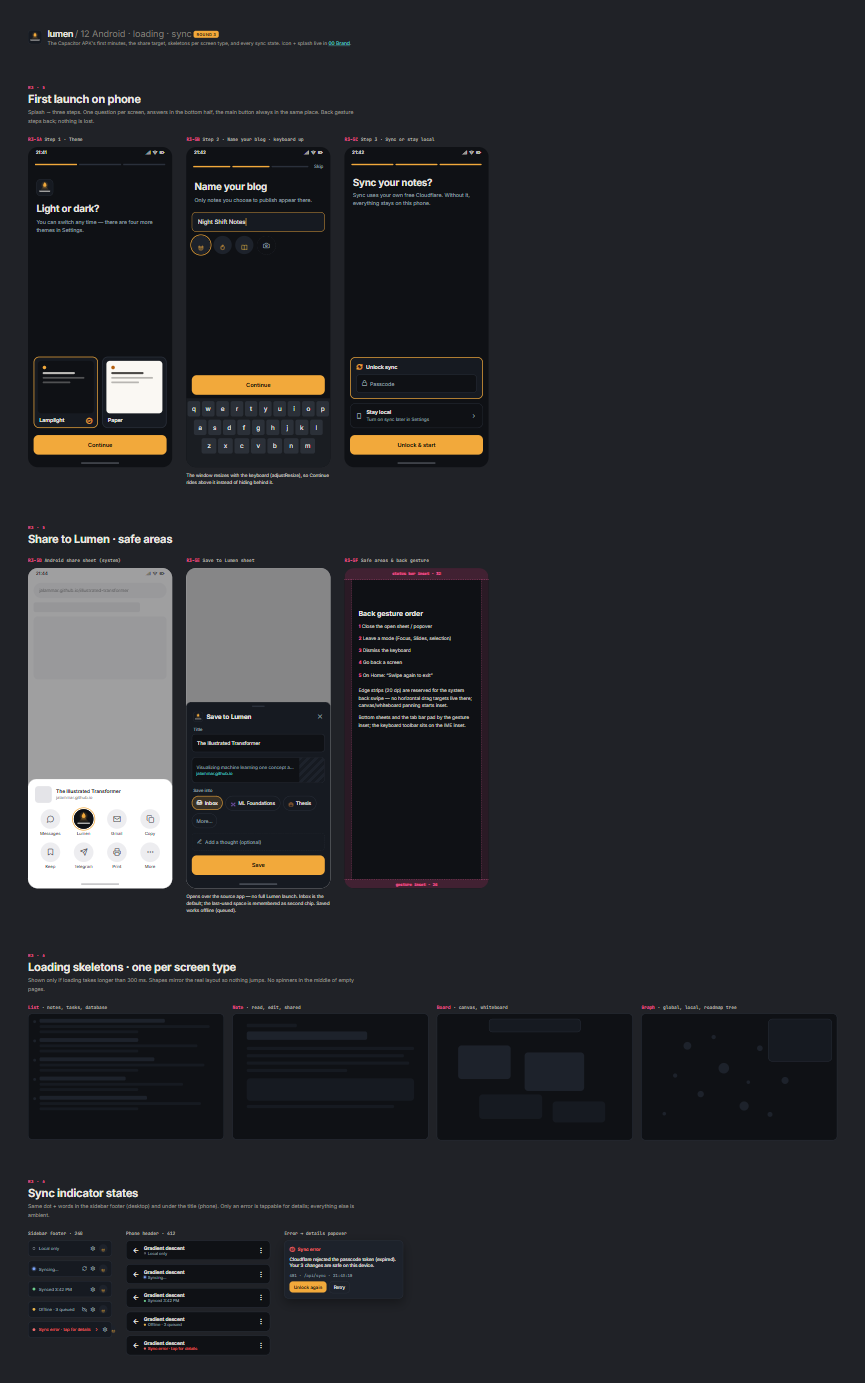 lumen / 12 Android · loading · sync ROUND 3
The Capacitor APK's first minutes, the share target, skeletons per screen type, and every sync state. Icon + splash live in 00 Brand.
First launch on phone
Splash — three steps. One question per screen, answers in the bottom half, the main button always in the same place. Back gesture
steps back; nothing is lost.
Step 1 · Theme
Step 2 · Name your blog · keyboard up
Step 3 · Sync or stay local
21:41
Light or dark?
You can switch any time — there are four more
themes in Settings.
Lamplight
Paper
Continue
21:42
Skip
Name your blog
Only notes you choose to publish appear there.
Night Shift Notes
Continue
q w e r t y u i o p
a s d f g h j k l
z x c v b n m
The window resizes with the keyboard (adjustResize), so Continue
rides above it instead of hiding behind it.
21:42
Sync your notes?
Sync uses your own free Cloudflare. Without it,
everything stays on this phone.
Unlock sync
Passcode
Stay local
Turn on sync later in Settings
Unlock & start
Share to Lumen · safe areas
Android share sheet (system)
Save to Lumen sheet
Safe areas & back gesture
21:44
The Illustrated Transformer
jalammar.github.io
Messages
Lumen
Gmail
Copy
Keep
Telegram
Print
More
Save to Lumen
Title
The Illustrated Transformer
Visualizing machine learning one concept a...
jalammar.github.io
Save into
Inbox
ML Foundations
Thesis
More...
Add a thought (optional)
Save
Opens over the source app — no full Lumen launch. Inbox is the
default; the last-used space is remembered as second chip. Saved
works offline (queued).
Back gesture order
1 Close the open sheet / popover
2 Leave a mode (Focus, Slides, selection)
3 Dismiss the keyboard
4 Go back a screen
5 On Home: "Swipe again to exit"
Edge strips (20 dp) are reserved for the system
back swipe — no horizontal drag targets live there;
canvas/whiteboard panning starts inset.
Bottom sheets and the tab bar pad by the gesture
inset; the keyboard toolbar sits on the IME inset.
Loading skeletons · one per screen type
Shown only if loading takes longer than 300 ms. Shapes mirror the real layout so nothing jumps. No spinners in the middle of empty
pages.
List · notes, tasks, database
Note · read, edit, shared
Board · canvas, whiteboard
Graph · global, local, roadmap tree
Sync indicator states
Same dot + words in the sidebar footer (desktop) and under the title (phone). Only an error is tappable for details; everything else is
ambient.
Sidebar footer · 240
Phone header · 412
Error → details popover
Local only
Syncing…
Synced 3:42 PM
Offline · 3 queued
Sync error · tap for details
Gradient descent
Local only
Gradient descent
Syncing…
Gradient descent
Synced 3:42 PM
Gradient descent
Offline · 3 queued
Gradient descent
Sync error · tap for details
Sync error
Cloudflare rejected the passcode token (expired).
Your 3 changes are safe on this device.
Unlock again
Retry